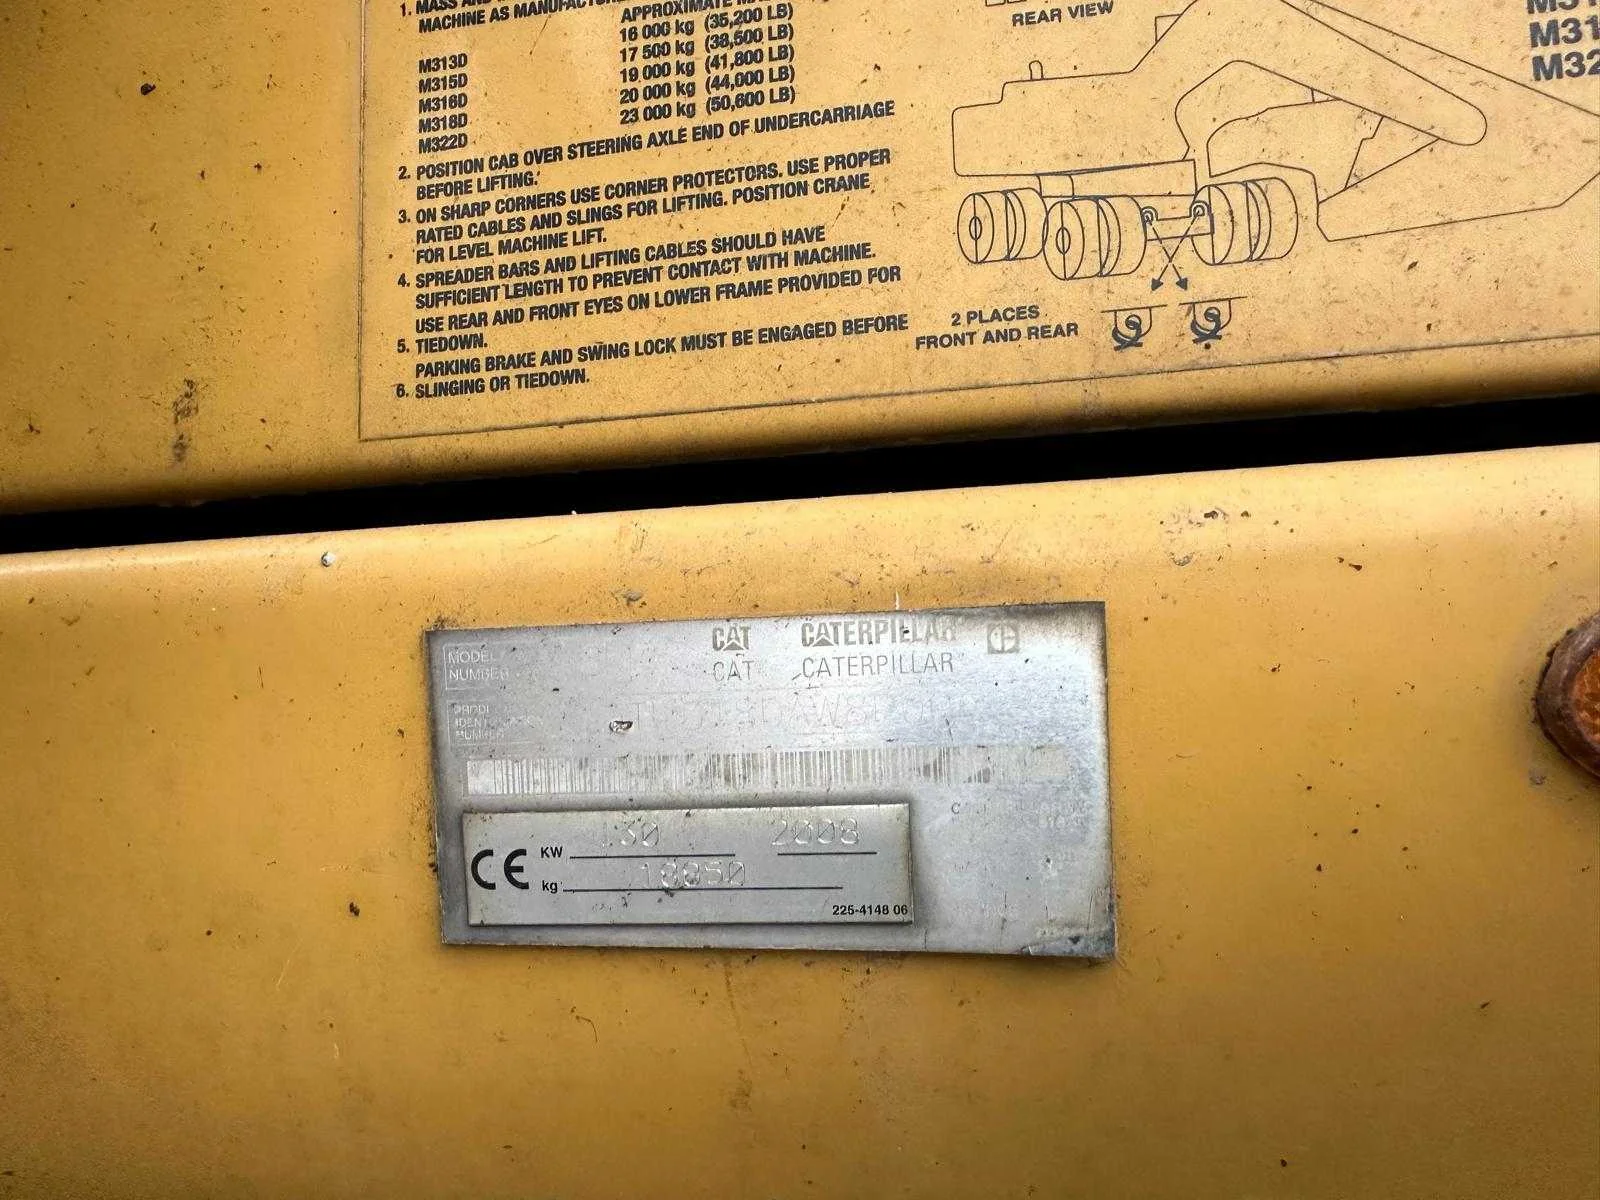 1. MASS AND
MACHINE AS
APPROXIMATE
M313D 16 000 kg (35,200 LB)
M315D 17 500 kg (38,500 LB)
M316D 19 000 kg (41,800 LB)
M318D 20 000 kg (44,000 LB)
M322D 23 000 kg (50,600 LB)
2. POSITION CAB OVER STEERING AXLE END OF UNDERCARRIAGE
BEFORE LIFTING.
3. ON SHARP CORNERS USE CORNER PROTECTORS. USE PROPER
RATED CABLES AND SLINGS FOR LIFTING. POSITION CRANE
FOR LEVEL MACHINE LIFT.
4. SPREADER BARS AND LIFTING CABLES SHOULD HAVE
SUFFICIENT LENGTH TO PREVENT CONTACT WITH MACHINE.
USE REAR AND FRONT EYES ON LOWER FRAME PROVIDED FOR
5. TIEDOWN.
PARKING BRAKE AND SWING LOCK MUST BE ENGAGED BEFORE
6. SLINGING OR TIEDOWN.
REAR VIEW
2 PLACES
FRONT AND REAR
CAT CATERPILLAR
CAT CATERPILLAR
MODEL
NUMBER
IDENTIFICATION
NUMBER
CE KW 130 2008
kg 18850
225-4148 06